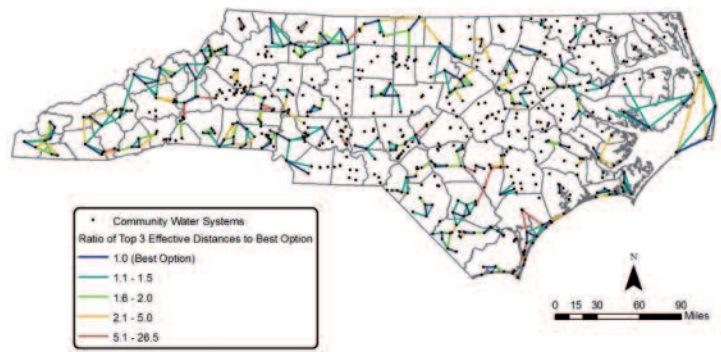 Community Water Systems
Ratio of Top 3 Effective Distances to Best Option
1.0 (Best Option)
1.1 - 1.5
1.6 - 2.0
2.1 - 5.0
5.1 - 26.5
N
0 15 30 60 90
Miles